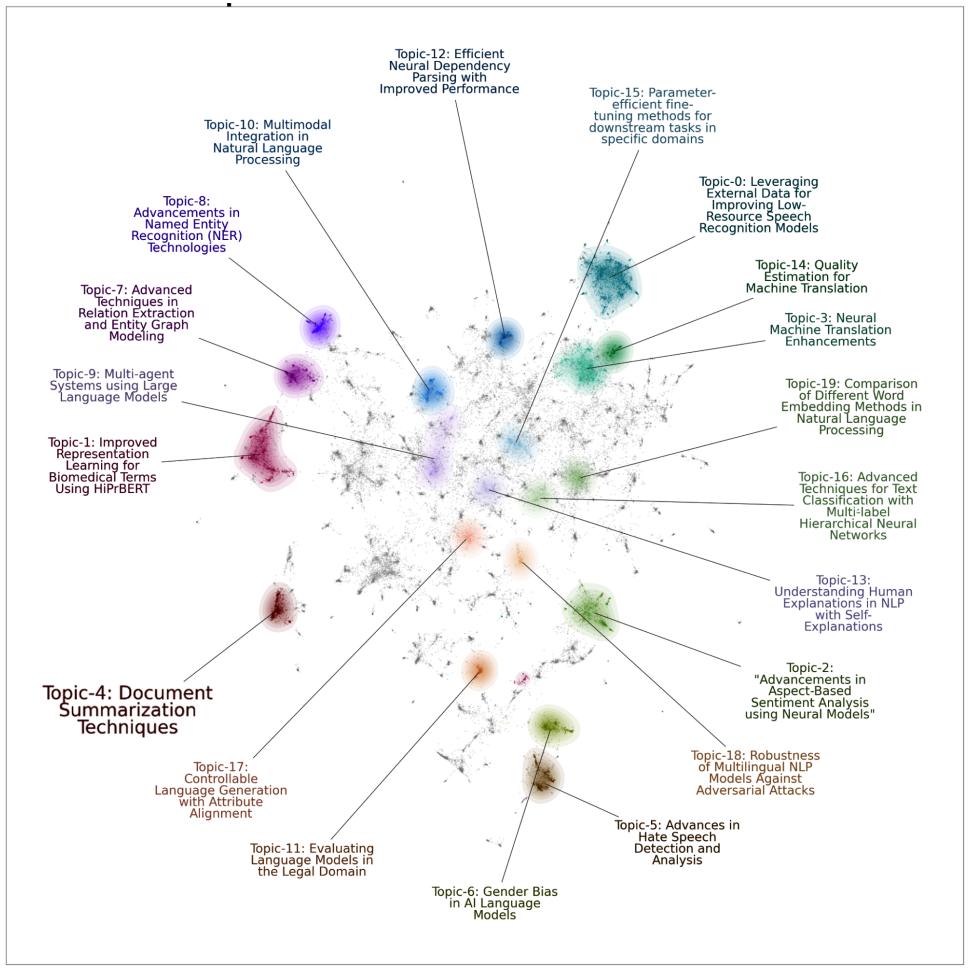 Topic-12: Efficient
Neural Dependency
Parsing with
Improved Performance
Topic-15: Parameter-
efficient fine-
tuning methods for
downstream tasks in
specific domains
Topic-10: Multimodal
Integration in
Natural Language
Processing
Topic-0: Leveraging
External Data for
Improving Low-
Resource Speech
Recognition Models
Topic-8:
Advancements in
Named Entity
Recognition (NER)
Technologies
Topic-14: Quality
Estimation for
Machine Translation
Topic-7: Advanced
Techniques in
Relation Extraction
and Entity Graph
Modeling
Topic-3: Neural
Machine Translation
Enhancements
Topic-9: Multi-agent
Systems using Large
Language Models
Topic-19: Comparison
of Different Word
Embedding Methods in
Natural Language
Processing
Topic-1: Improved
Representation
Learning for
Biomedical Terms
Using HiPrBERT
Topic-16: Advanced
Techniques for Text
Classification with
Multi-label
Hierarchical Neural
Networks
Topic-13:
Understanding Human
Explanations in NLP
with Self-
Explanations
Topic-2:
"Advancements in
Aspect-Based
Sentiment Analysis
using Neural Models"
Topic-4: Document
Summarization
Techniques
Topic-18: Robustness
of Multilingual NLP
Models Against
Adversarial Attacks
Topic-17:
Controllable
Language Generation
with Attribute
Alignment
Topic-5: Advances in
Hate Speech
Detection and
Analysis
Topic-11: Evaluating
Language Models in
the Legal Domain
Topic-6: Gender Bias
in AI Language
Models